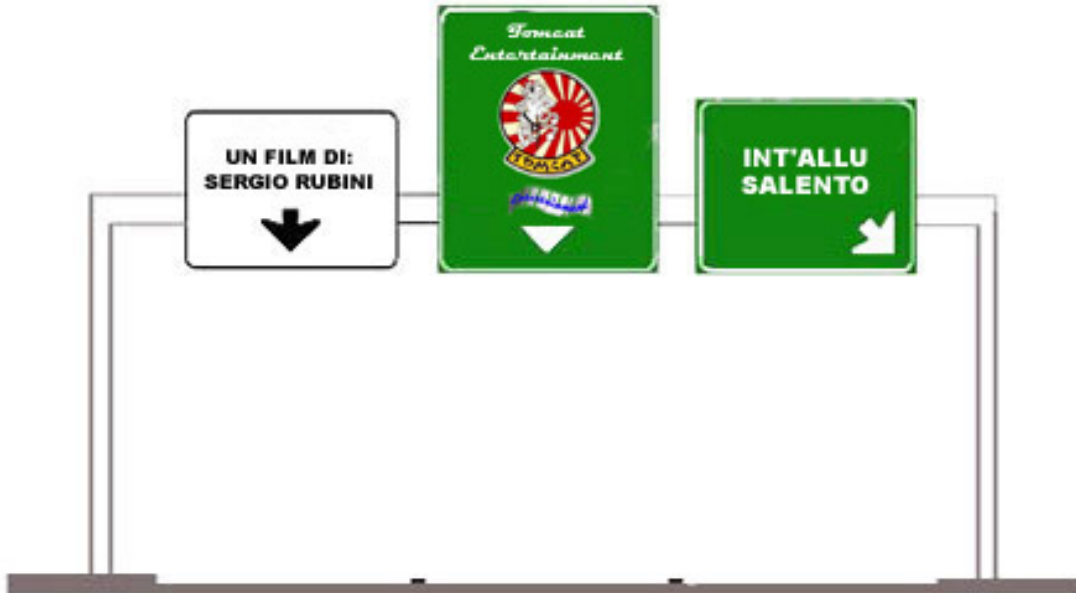 UN FILM DI:
SERGIO RUBINI
Tomcat
Entertainment
TOMCAT
INT'ALLU
SALENTO